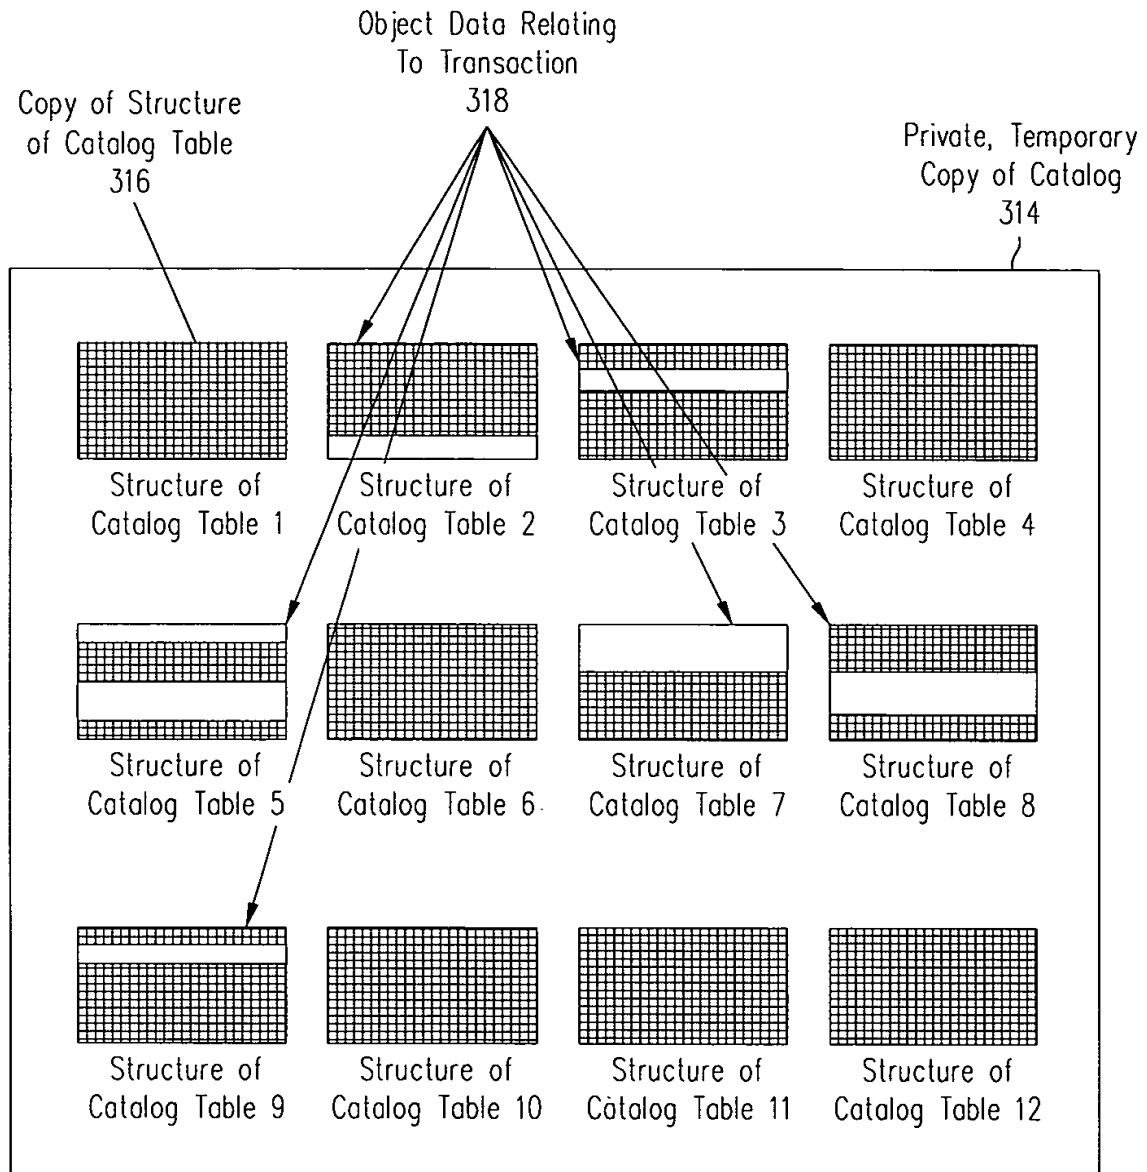 Object Data Relating
To Transaction
318
Copy of Structure
of Catalog Table
316
Private, Temporary
Copy of Catalog
314
Structure of
Catalog Table 1
Structure of
Catalog Table 2
Structure of
Catalog Table 3
Structure of
Catalog Table 4
Structure of
Catalog Table 5
Structure of
Catalog Table 6
Structure of
Catalog Table 7
Structure of
Catalog Table 8
Structure of
Catalog Table 9
Structure of
Catalog Table 10
Structure of
Catalog Table 11
Structure of
Catalog Table 12